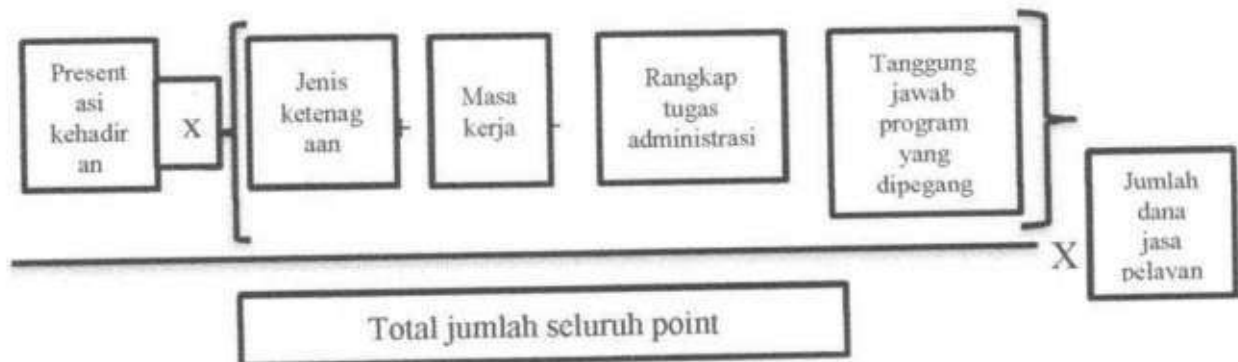 Present
asi
kehadir
an
X
Jenis
ketenag
aan
+
Masa
kerja
Rangkap
tugas
administrasi
Tanggung
jawab
program
yang
dipegang
X
Jumlah
dana
jasa
pelavan
Total jumlah seluruh point